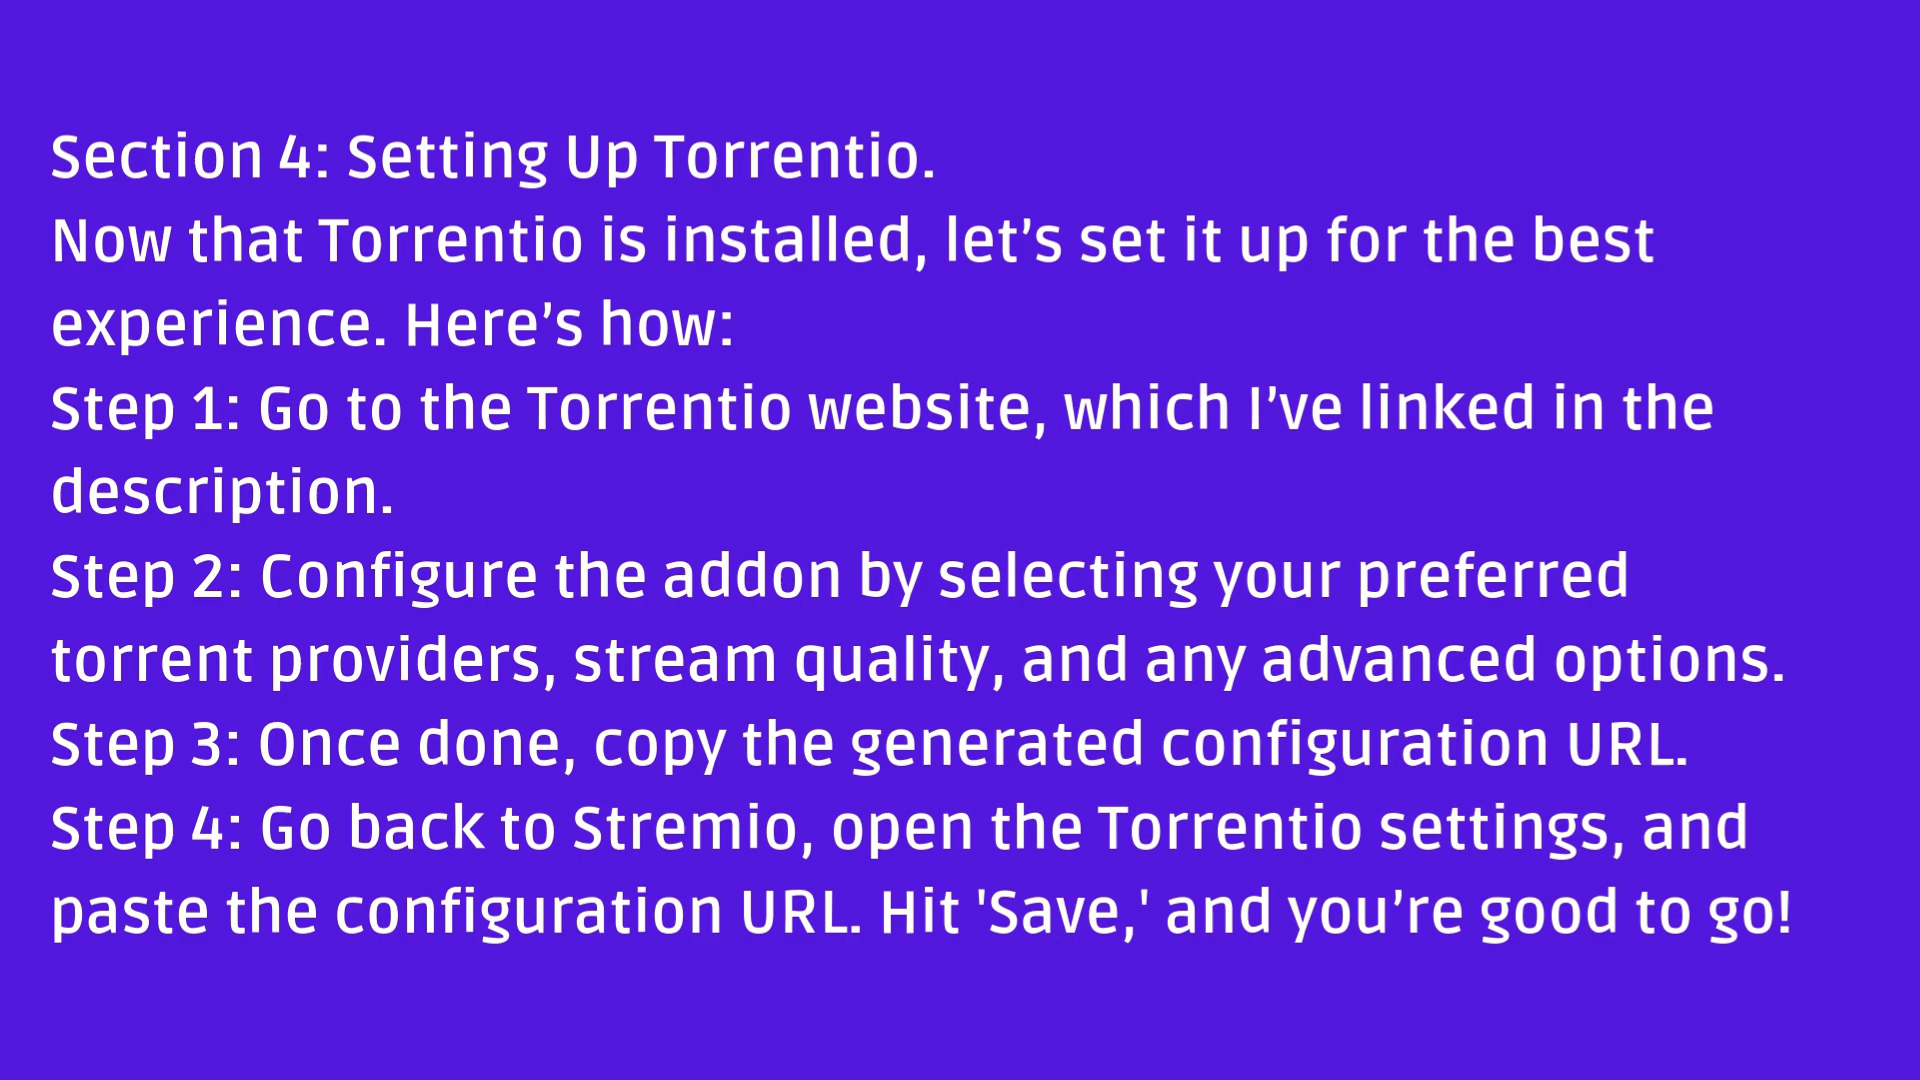 Section 4: Setting Up Torrentio.
Now that Torrentio is installed, let’s set it up for the best
experience. Here’s how:
Step 1: Go to the Torrentio website, which I’ve linked in the
description.
Step 2: Configure the addon by selecting your preferred
torrent providers, stream quality, and any advanced options.
Step 3: Once done, copy the generated configuration URL.
Step 4: Go back to Stremio, open the Torrentio settings, and
paste the configuration URL. Hit 'Save,' and you’re good to go!